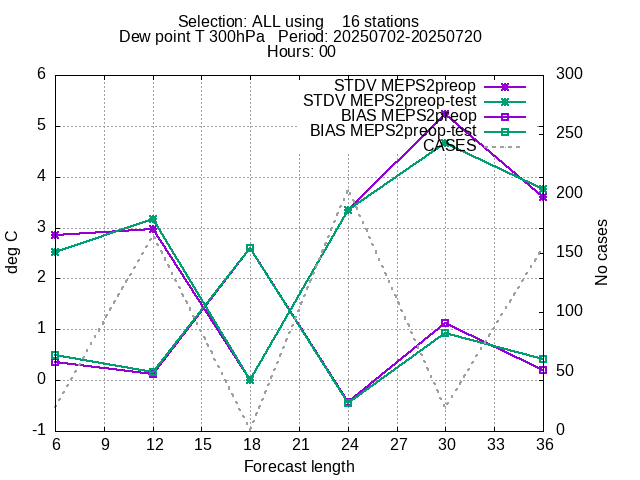 Selection: ALL using    16 stations
Dew point T 300hPa   Period: 20250702-20250720
Hours: 00
STDV MEPS2preop
STDV MEPS2preop-test
BIAS MEPS2preop
BIAS MEPS2preop-test
CASES
6
5
4
3
2
1
0
-1
deg C
300
250
200
150
100
50
0
No cases
6 9 12 15 18 21 24 27 30 33 36
Forecast length